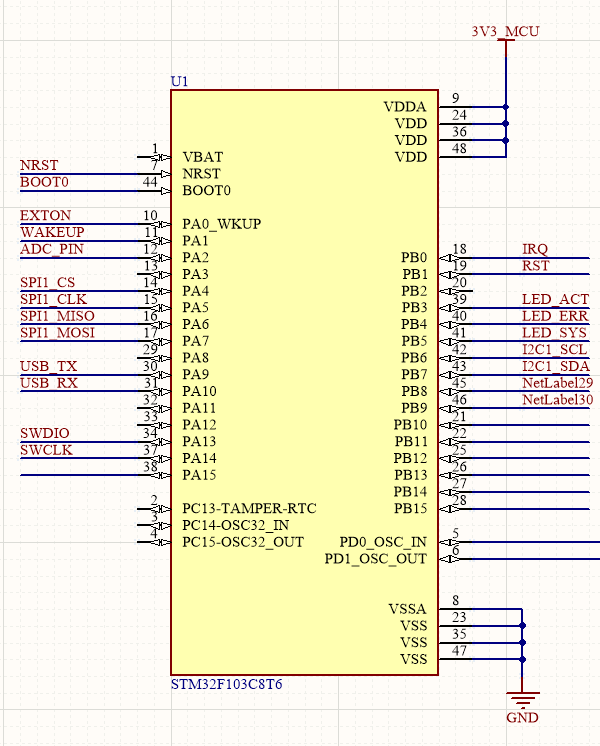 3V3_MCU
U1
VDDA 9
VDD 24
VDD 36
VDD 48
1 VBAT
NRST 7 NRST
BOOT0 44 BOOT0
EXTON 10 PA0_WKUP
WAKEUP 11 PA1
ADC_PIN 12 PA2
13 PA3
SPI1_CS 14 PA4
SPI1_CLK 15 PA5
SPI1_MISO 16 PA6
SPI1_MOSI 17 PA7
29 PA8
USB_TX 30 PA9
USB_RX 31 PA10
32 PA11
33 PA12
SWDIO 34 PA13
SWCLK 37 PA14
38 PA15
2 PC13-TAMPER-RTC
3 PC14-OSC32_IN
4 PC15-OSC32_OUT
PB0 18 IRQ
PB1 19 RST
PB2 20
PB3 39 LED_ACT
PB4 40 LED_ERR
PB5 41 LED_SYS
PB6 42 I2C1_SCL
PB7 43 I2C1_SDA
PB8 45 NetLabel29
PB9 46 NetLabel30
PB10 21
PB11 22
PB12 25
PB13 26
PB14 27
PB15 28
PD0_OSC_IN 5
PD1_OSC_OUT 6
VSSA 8
VSS 23
VSS 35
VSS 47
STM32F103C8T6
GND